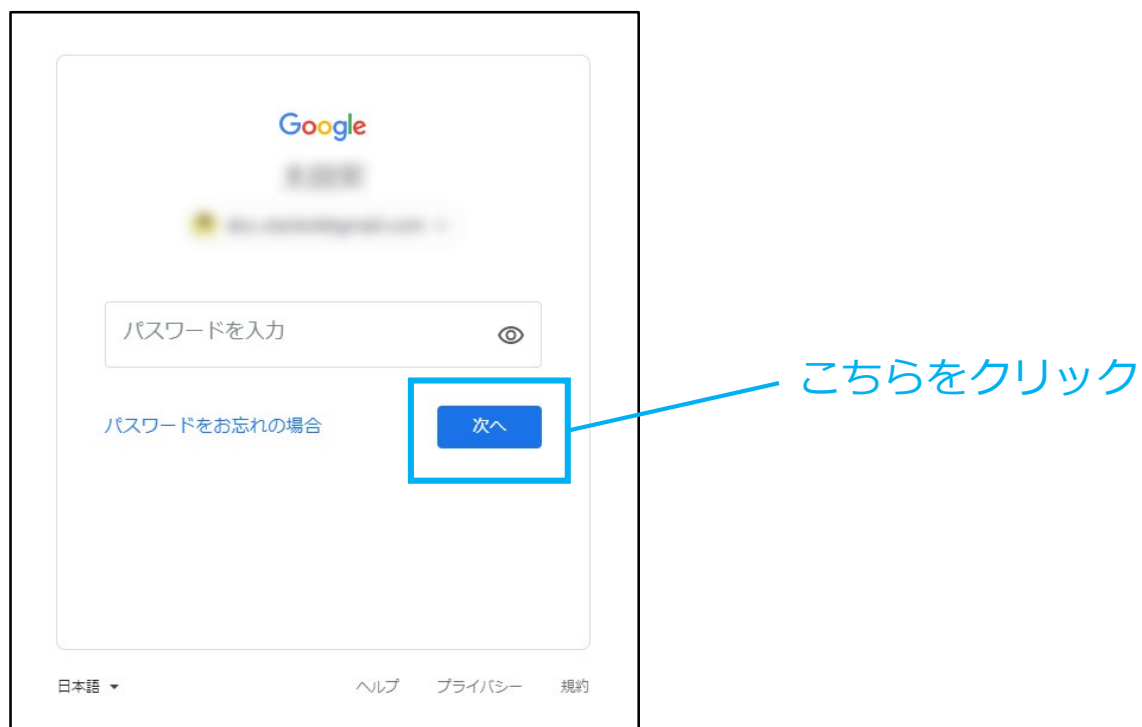 Google
パスワードを入力
こちらをクリック
パスワードをお忘れの場合 次へ
日本語 ヘルプ プライバシー 規約